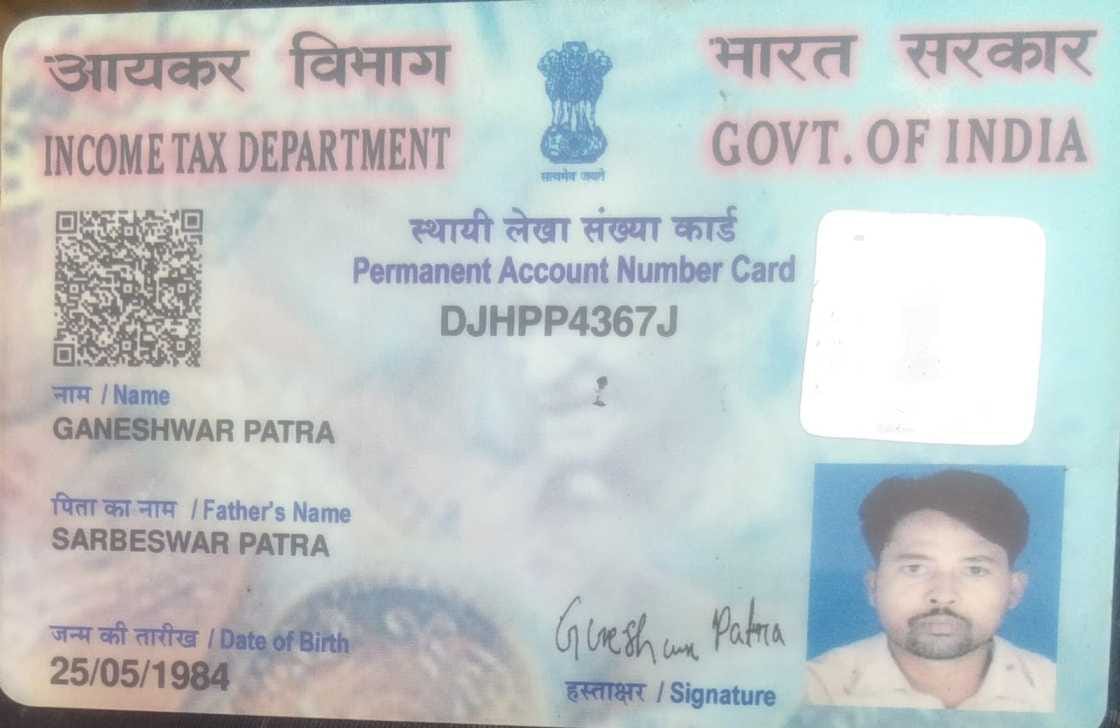 आयकर विभाग
INCOME TAX DEPARTMENT
सत्यमेव जयते
भारत सरकार
GOVT. OF INDIA
स्थायी लेखा संख्या कार्ड
Permanent Account Number Card
DJHPP4367J
नाम / Name
GANESHWAR PATRA
पिता का नाम / Father's Name
SARBESWAR PATRA
जन्म की तारीख / Date of Birth
25/05/1984
Ganeshwar Patra
हस्ताक्षर / Signature